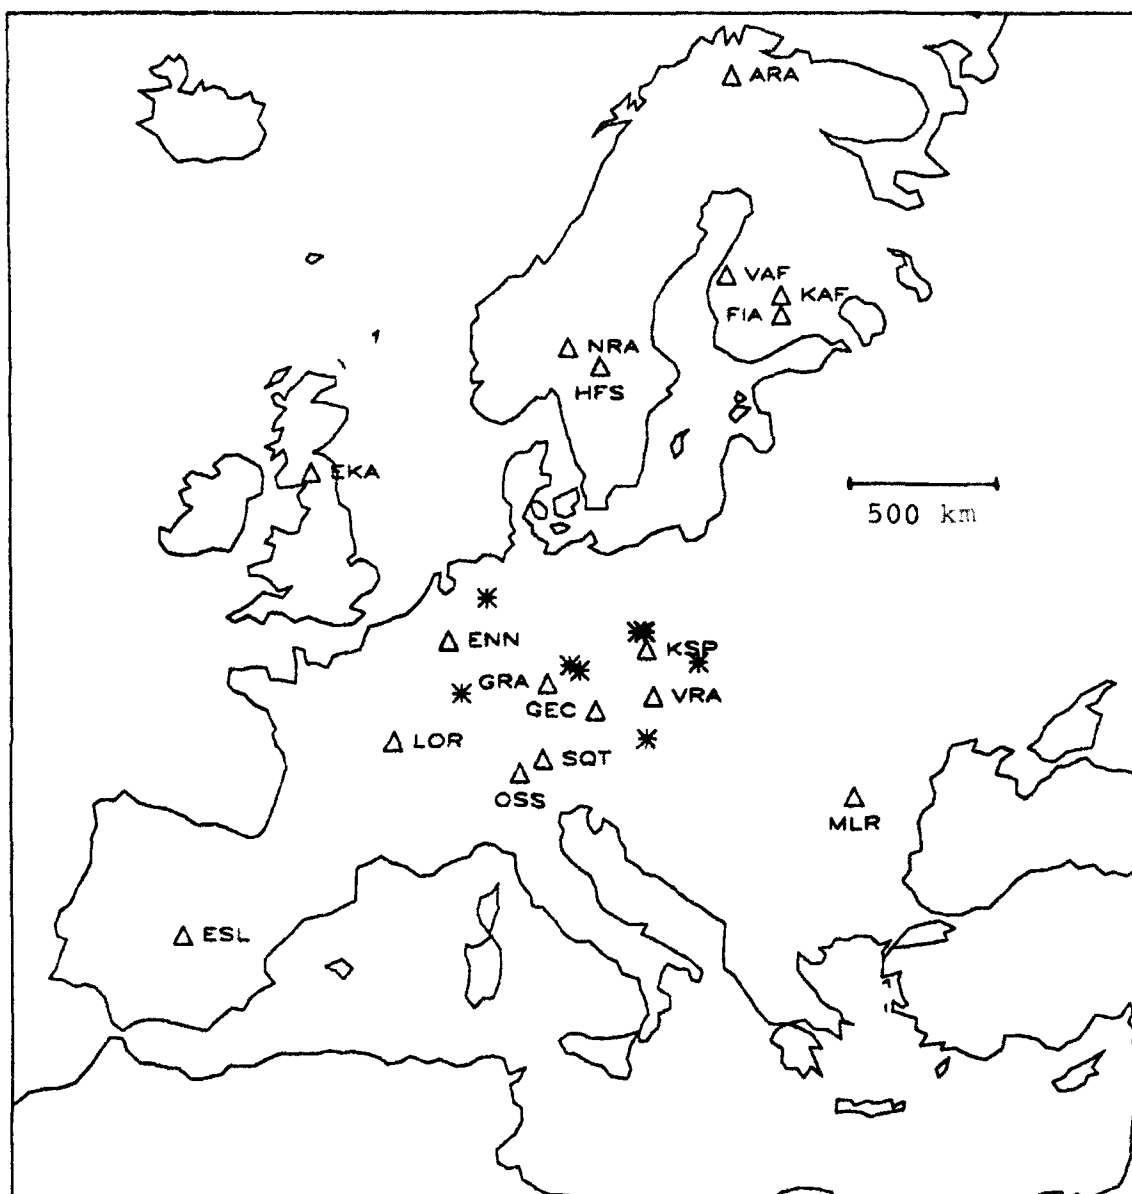 ARA
VAF
KAF
FIA
NRA
HFS
EKA
500 km
ENN
KSP
GRA
VRA
GEC
LOR
SQT
OSS
MLR
ESL